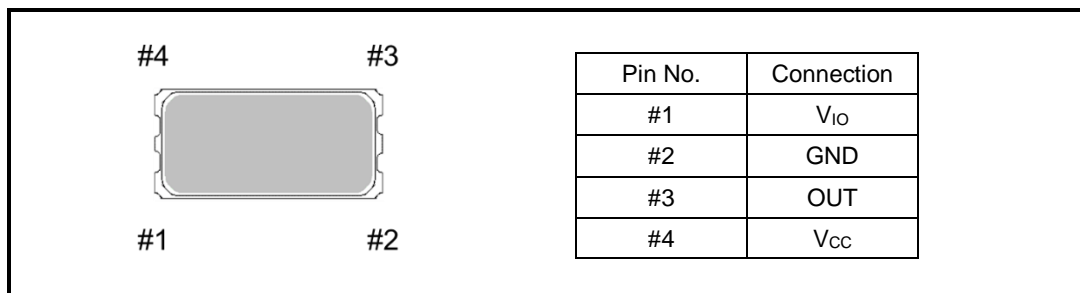 #4 #3
#1 #2
Pin No. Connection
#1 VIO
#2 GND
#3 OUT
#4 VCC